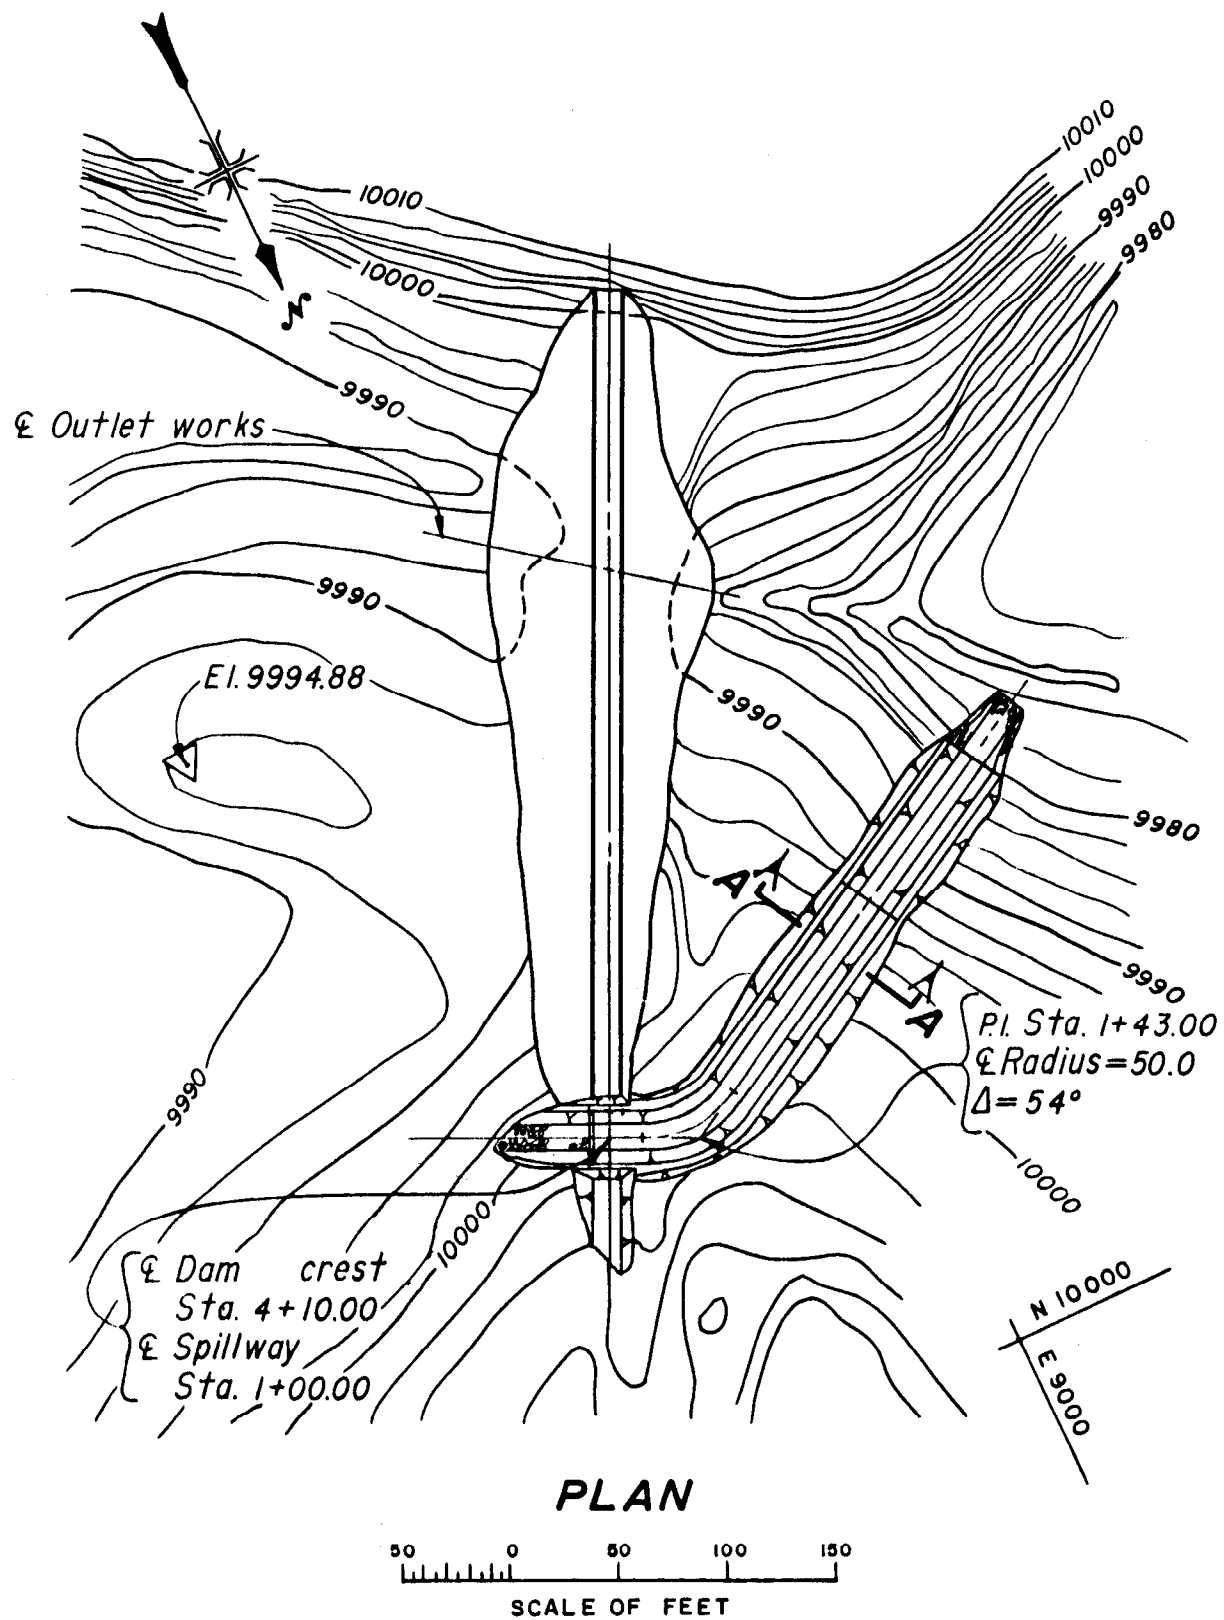 10010
10000
9990
9980
10010
10000
N
9990
℄ Outlet works
9990
El. 9994.88
9990
9980
A
9990
A
P.I. Sta. 1+43.00
℄ Radius=50.0
Δ=54°
9990
10000
10000
℄ Dam crest
Sta. 4+10.00
℄ Spillway
Sta. 1+00.00
N 10000
E 9000
PLAN
50 0 50 100 150
SCALE OF FEET